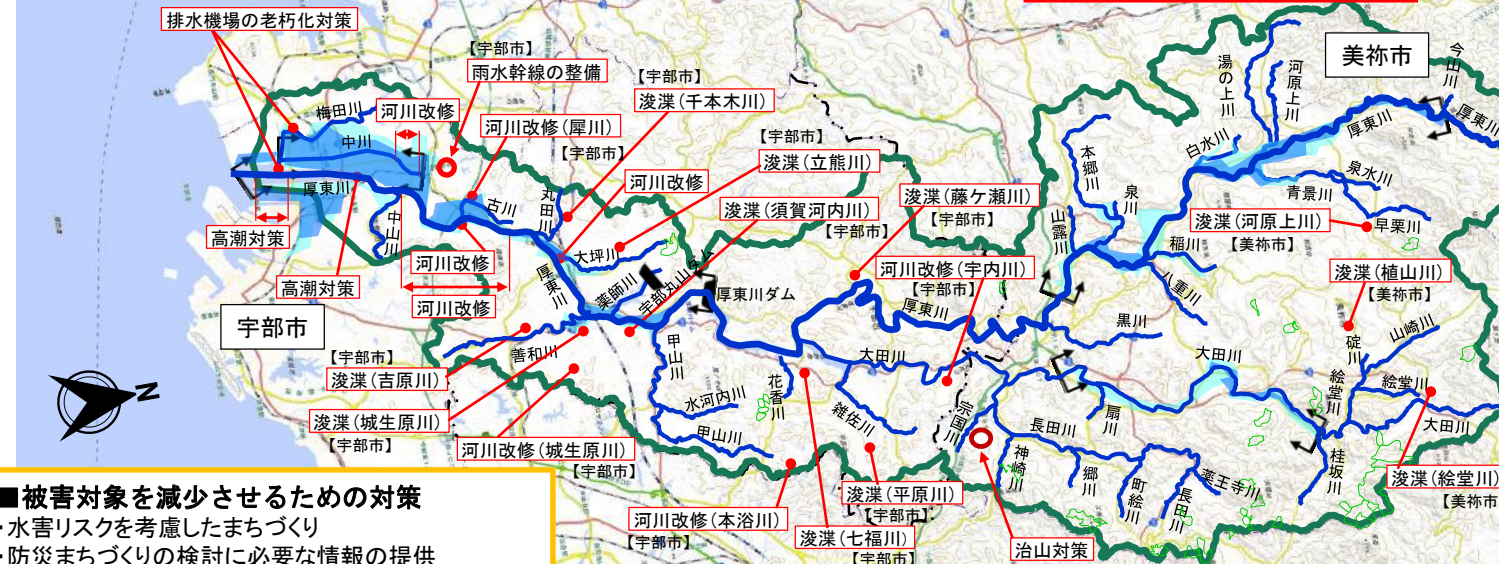 排水機場の老朽化対策
【宇部市】
雨水幹線の整備
【宇部市】
浚渫(千本木川)
美祢市
今山川
湯の上川
河原上川
厚東川
厚東川
梅田川
河川改修
河川改修(犀川)
【宇部市】
中川
【宇部市】
浚渫(立熊川)
白水川
本郷川
泉水川
厚東川
古川
丸田川
河川改修
浚渫(藤ケ瀬川)
【宇部市】
泉川
青景川
中山川
浚渫(須賀河内川)
【宇部市】
山露川
浚渫(河原上川)
【美祢市】
早栗川
高潮対策
河川改修
大坪川
河川改修(宇内川)
【宇部市】
稲川
高潮対策
河川改修
厚東川
薬師川
宇部丸山ダム
厚東川ダム
厚東川
八重川
浚渫(植山川)
【美祢市】
宇部市
黒川
山崎川
善和川
甲山川
大田川
大田川
碇川
【宇部市】
浚渫(吉原川)
花香川
絵堂川
絵堂川
水河内川
雑佐川
宗国川
扇川
大田川
浚渫(城生原川)
【宇部市】
甲山川
長田川
河川改修(城生原川)
【宇部市】
神崎川
郷川
町絵川
長田川
薬王寺川
桂坂川
浚渫(絵堂川)
【美祢市
浚渫(平原川)
【宇部市】
河川改修(本浴川)
【宇部市】
浚渫(七福川)
【宇部市】
治山対策
N
■被害対象を減少させるための対策
・水害リスクを考慮したまちづくり
・防災まちづくりの検討に必要な情報の提供